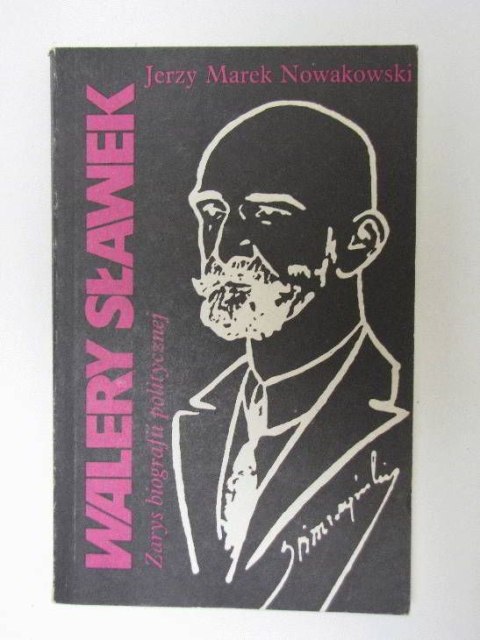 Jerzy Marek Nowakowski
WALERY SŁAWEK
Zarys biografii politycznej